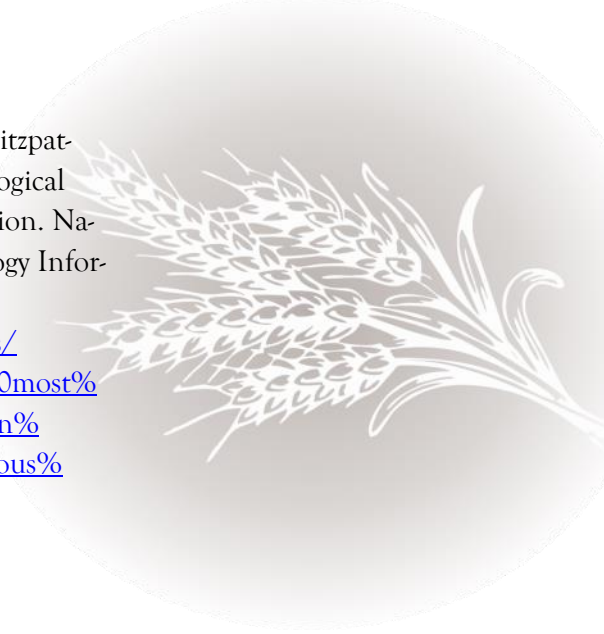 itzpat-
ogical
ion. Na-
ogy Infor-
s/
0most%
n%
ous%